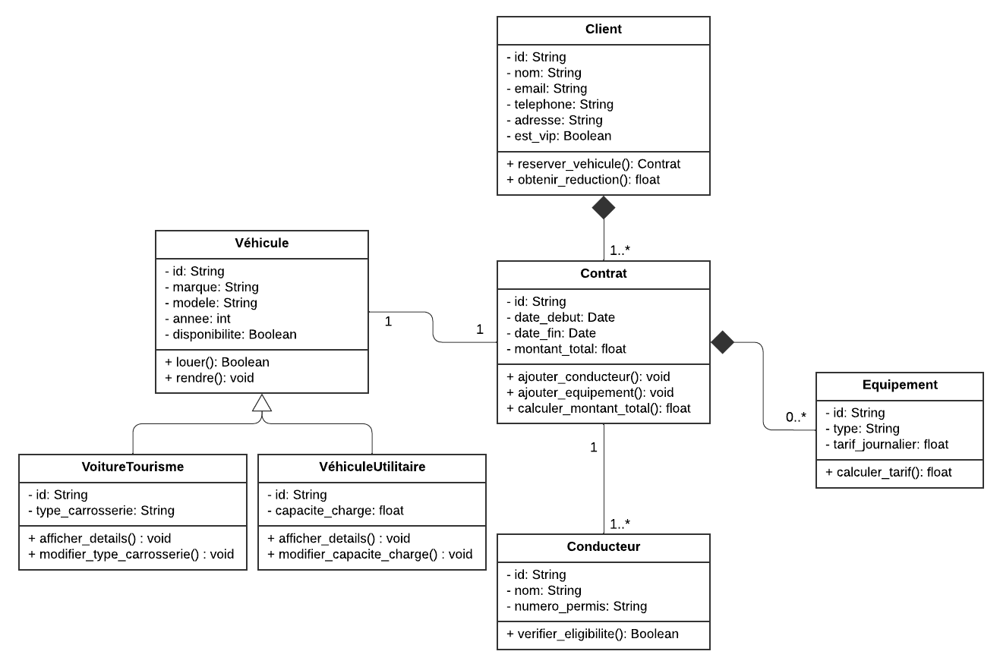 Client
- id: String
- nom: String
- email: String
- telephone: String
- adresse: String
- est_vip: Boolean
+ reserver_vehicule(): Contrat
+ obtenir_reduction(): float
1..*
Véhicule
- id: String
- marque: String
- modele: String
- annee: int
- disponibilite: Boolean
+ louer(): Boolean
+ rendre(): void
1
1
Contrat
- id: String
- date_debut: Date
- date_fin: Date
- montant_total: float
+ ajouter_conducteur(): void
+ ajouter_equipement(): void
+ calculer_montant_total(): float
0..*
Equipement
- id: String
- type: String
- tarif_journalier: float
+ calculer_tarif(): float
VoitureTourisme
- id: String
- type_carrosserie: String
+ afficher_details() : void
+ modifier_type_carrosserie() : void
VéhiculeUtilitaire
- id: String
- capacite_charge: float
+ afficher_details() : void
+ modifier_capacite_charge() : void
1
1..*
Conducteur
- id: String
- nom: String
- numero_permis: String
+ verifier_eligibilite(): Boolean